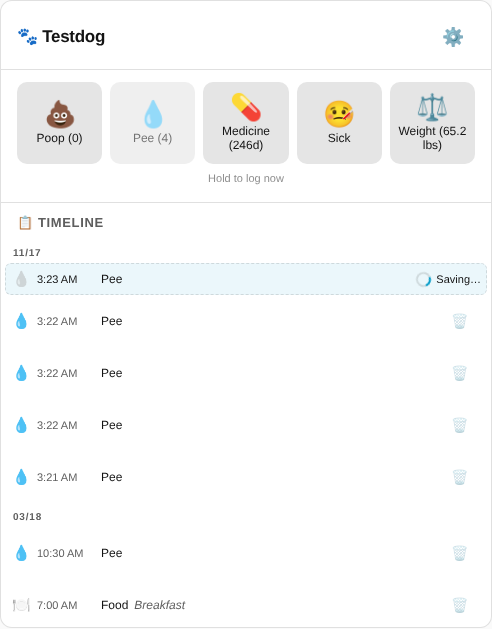 🐾 Testdog ⚙️
💩 💧 💊 🤒 ⚖️
Poop (0)
Pee (4)
Medicine
(246d)
Sick
Weight (65.2
lbs)
Hold to log now
📋 TIMELINE
11/17
3:23 AM Pee Saving…
3:22 AM Pee
3:22 AM Pee
3:22 AM Pee
3:21 AM Pee
03/18
10:30 AM Pee
7:00 AM Food Breakfast